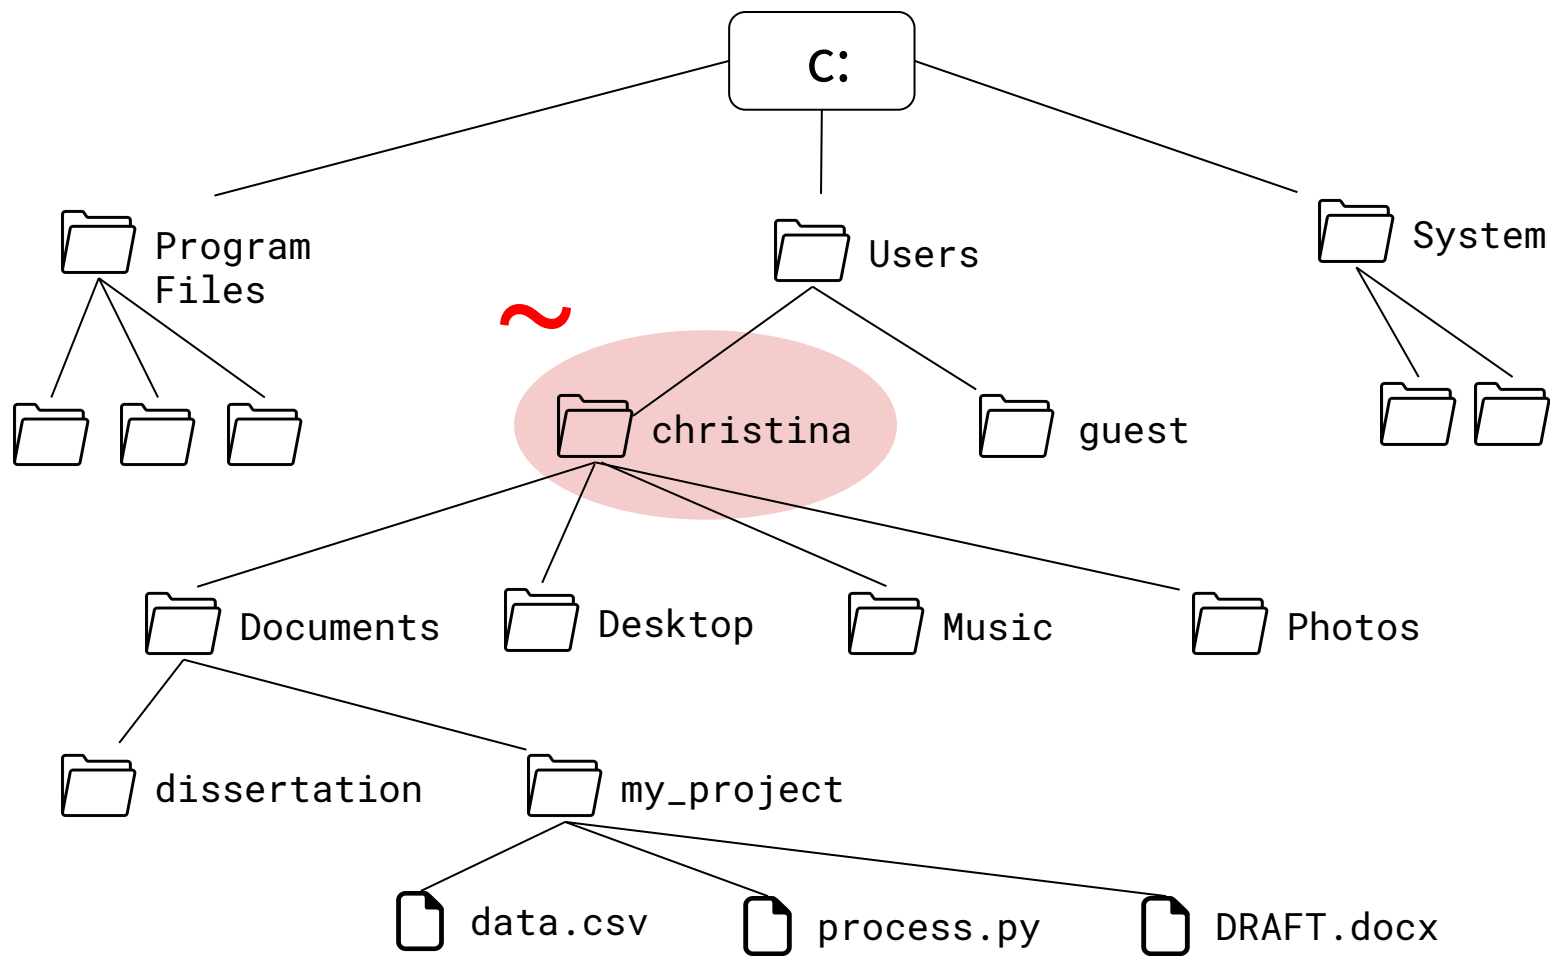 C:
Program
Files
Users
System
~
christina
guest
Documents
Desktop
Music
Photos
dissertation
my_project
data.csv
process.py
DRAFT.docx